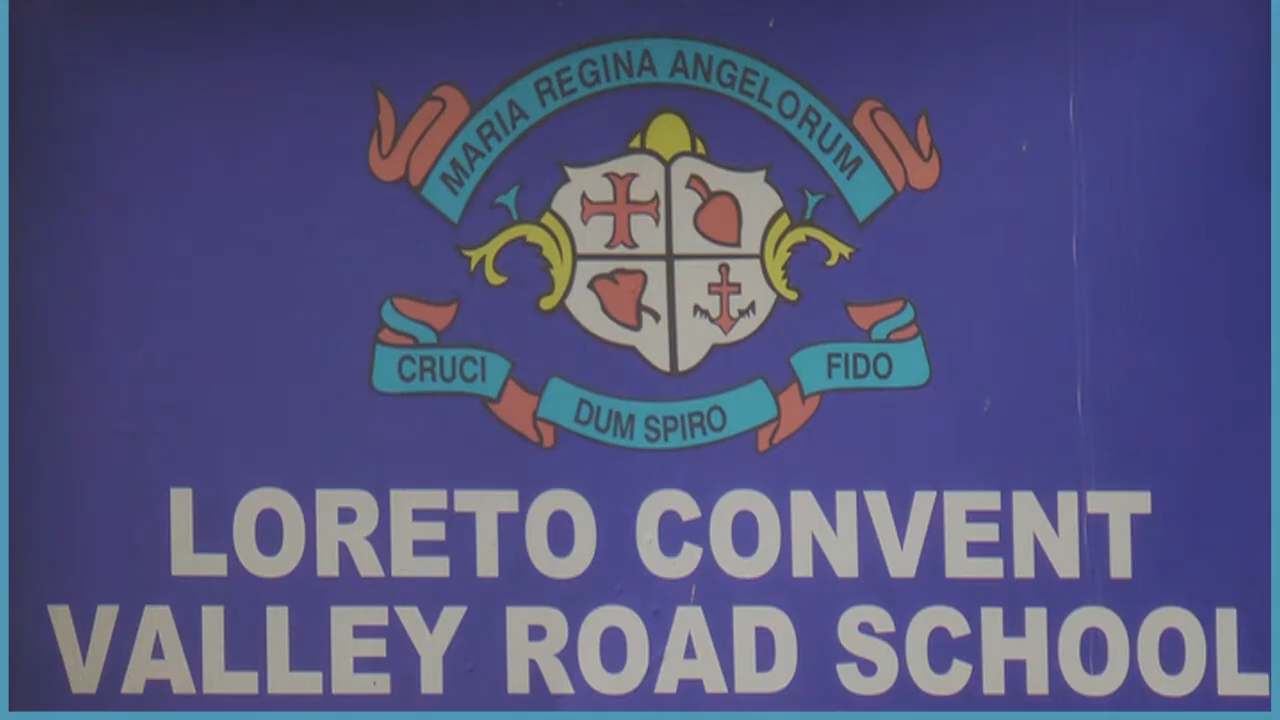 MARIA REGINA ANGELORUM
CRUCI DUM SPIRO FIDO
LORETO CONVENT
VALLEY ROAD SCHOOL